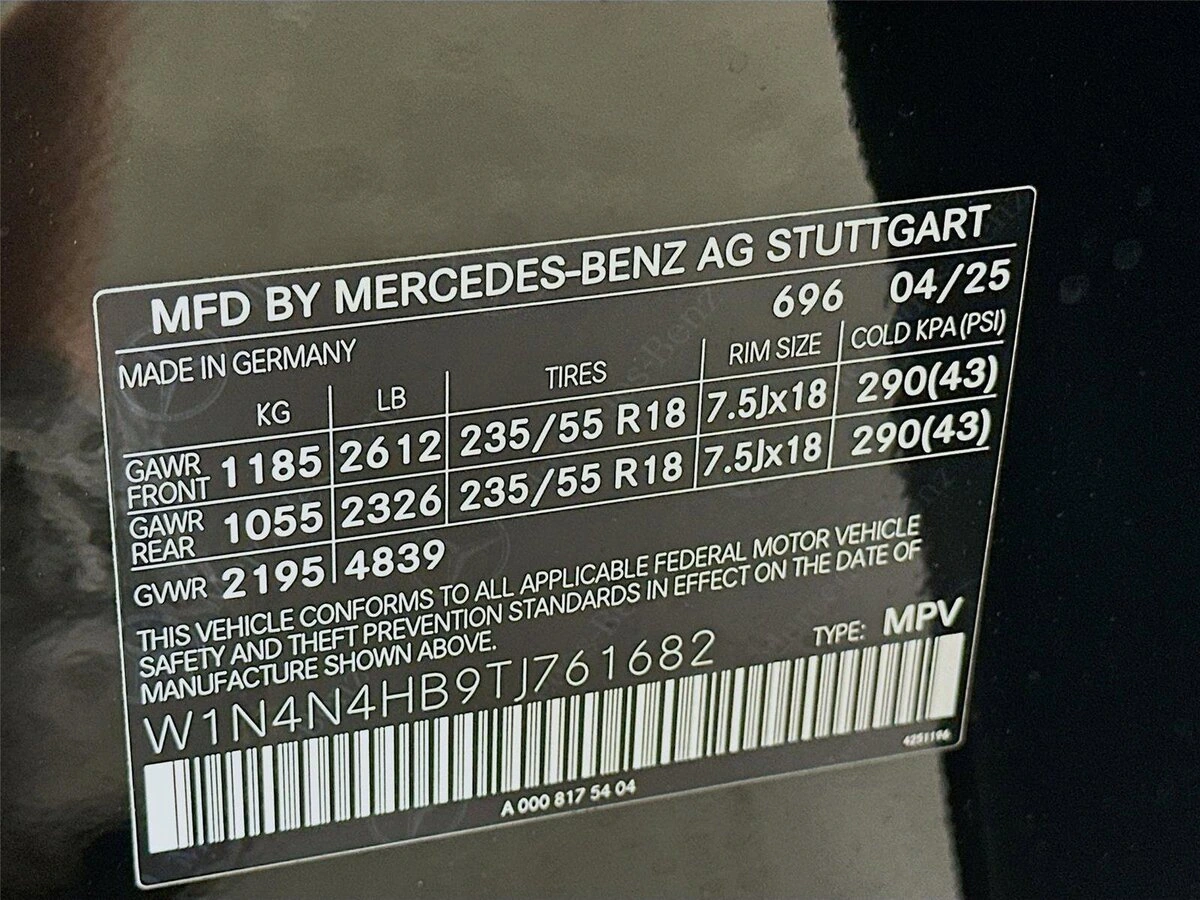 MFD BY MERCEDES-BENZ AG STUTTGART
MADE IN GERMANY 696 04/25
KG LB TIRES RIM SIZE COLD KPA (PSI)
GAWR FRONT 1185 2612 235/55 R18 7.5Jx18 290(43)
GAWR REAR 1055 2326 235/55 R18 7.5Jx18 290(43)
GVWR 2195 4839
THIS VEHICLE CONFORMS TO ALL APPLICABLE FEDERAL MOTOR VEHICLE
SAFETY AND THEFT PREVENTION STANDARDS IN EFFECT ON THE DATE OF
MANUFACTURE SHOWN ABOVE.
W1N4N4HB9TJ761682 TYPE: MPV
A 000 817 54 04
4251196